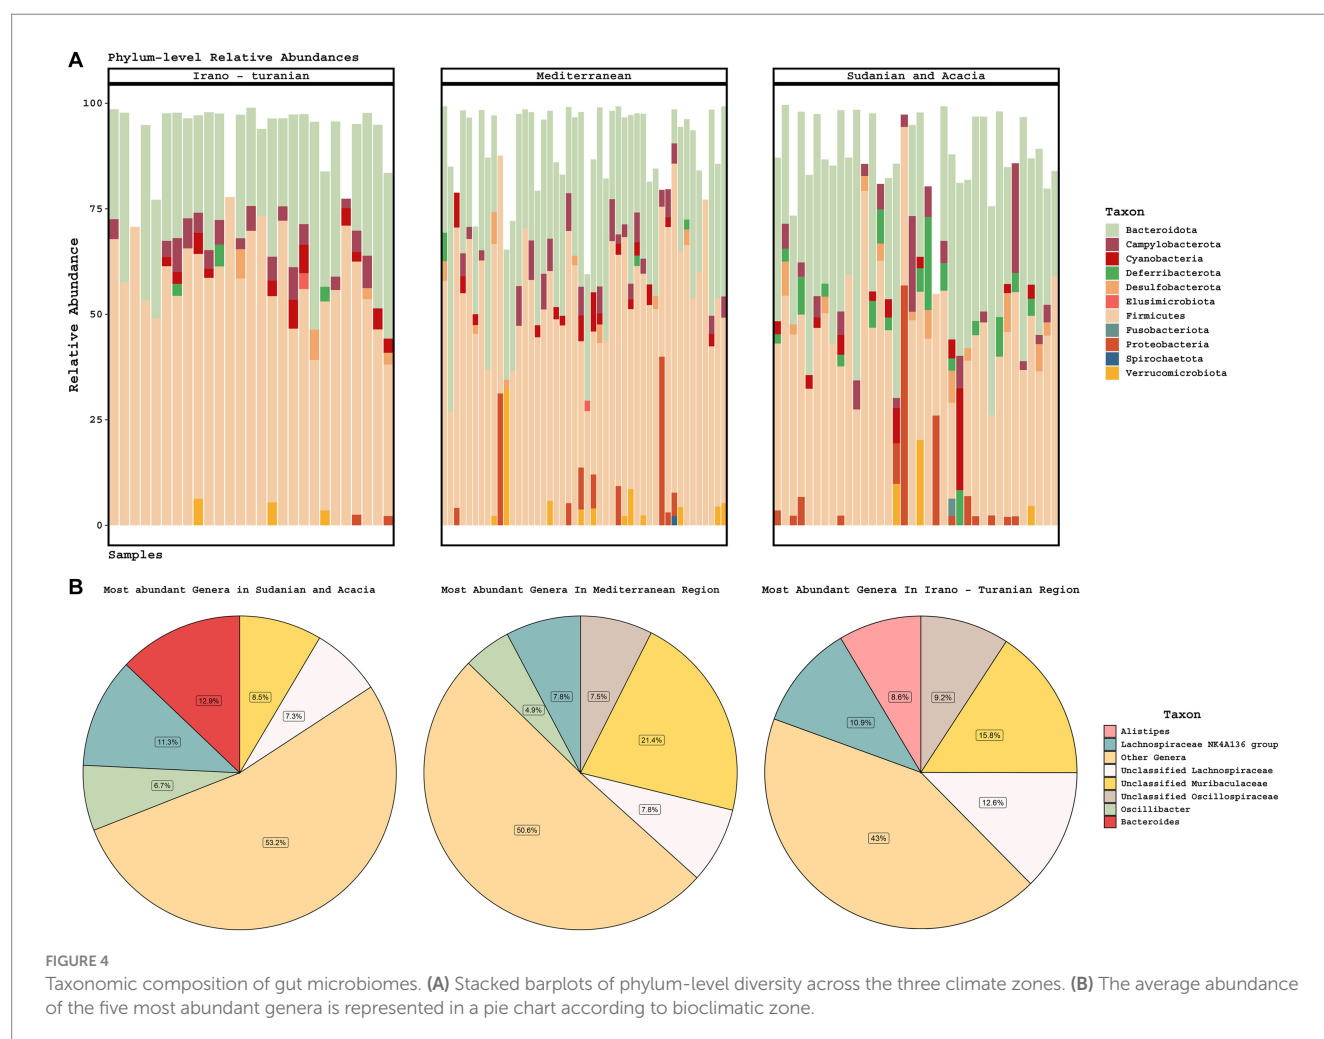 A
Phylum-level Relative Abundances
Irano - turanian
Mediterranean
Sudanian and Acacia
100
75
50
25
0
Relative Abundance
Samples
Taxon
Bacteroidota
Campylobacterota
Cyanobacteria
Deferribacterota
Desulfobacterota
Elusimicrobiota
Firmicutes
Fusobacteriota
Proteobacteria
Spirochaetota
Verrucomicrobiota
B
Most abundant Genera in Sudanian and Acacia
12.9%
8.5%
7.3%
11.3%
6.7%
53.2%
Most Abundant Genera In Mediterranean Region
7.8%
7.5%
4.9%
21.4%
7.8%
50.6%
Most Abundant Genera In Irano - Turanian Region
8.6%
9.2%
10.9%
15.8%
12.6%
43%
Taxon
Alistipes
Lachnospiraceae NK4A136 group
Other Genera
Unclassified Lachnospiraceae
Unclassified Muribaculaceae
Unclassified Oscillospiraceae
Oscillibacter
Bacteroides
FIGURE 4
Taxonomic composition of gut microbiomes. (A) Stacked barplots of phylum-level diversity across the three climate zones. (B) The average abundance
of the five most abundant genera is represented in a pie chart according to bioclimatic zone.